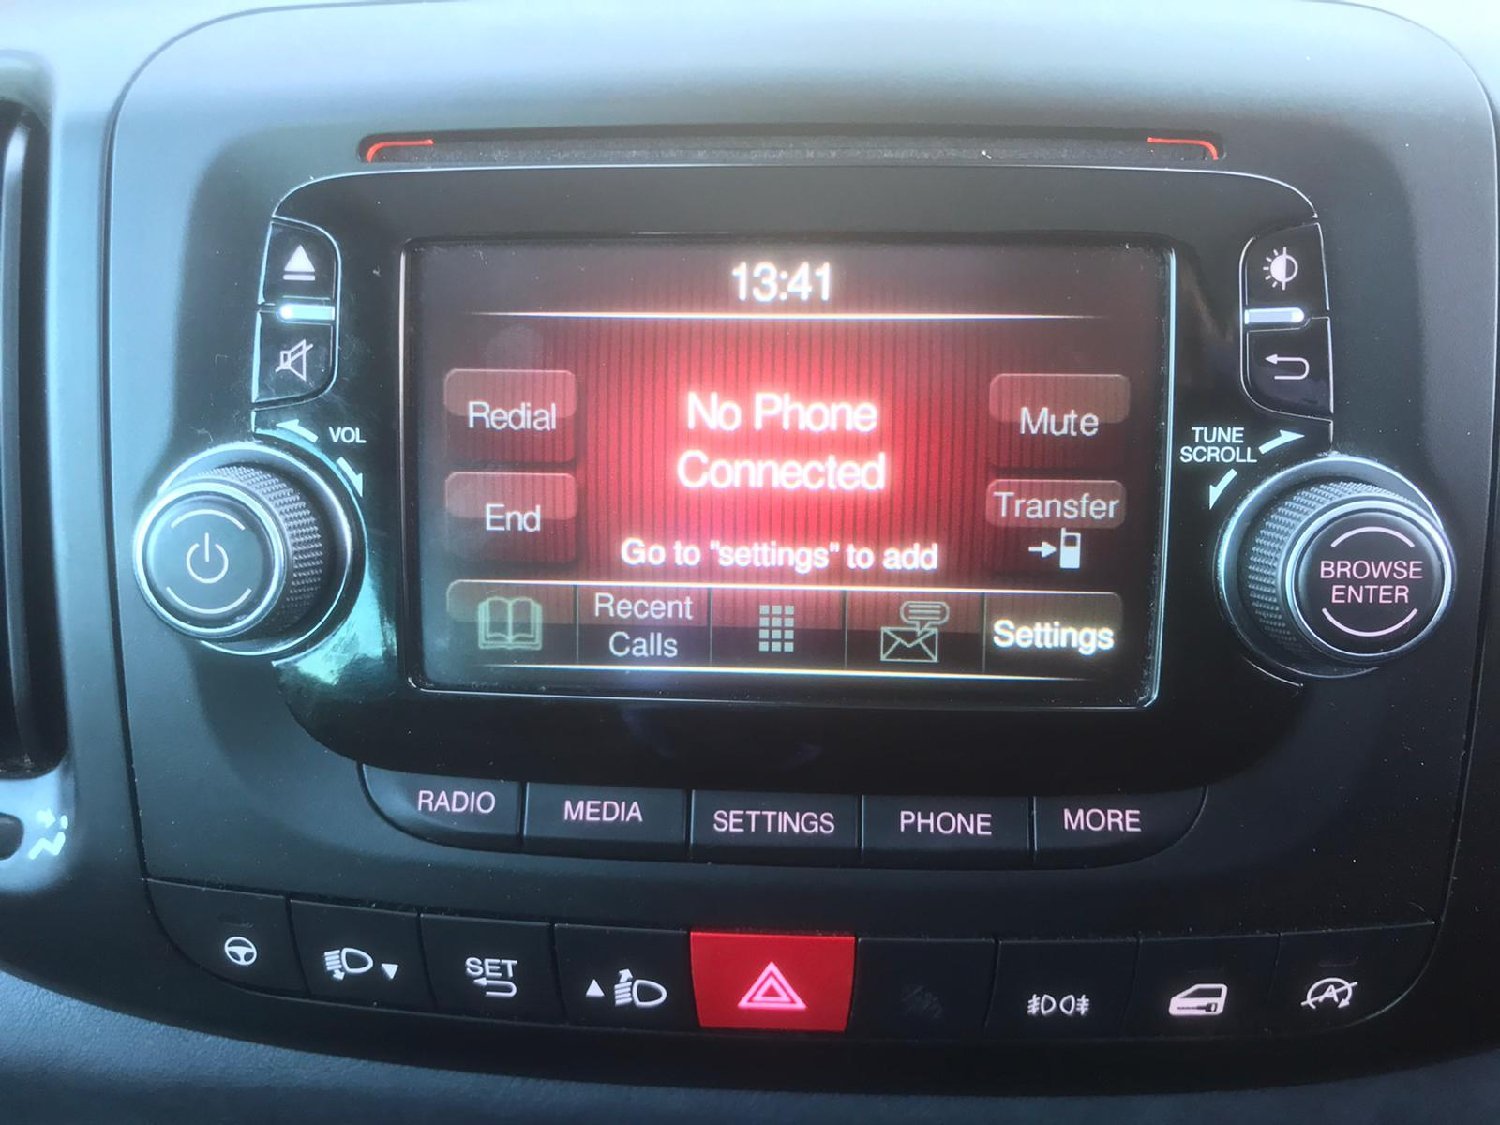 13:41
Redial
No Phone
Connected
Mute
End
Transfer
Go to "settings" to add
Recent
Calls
Settings
VOL
TUNE
SCROLL
BROWSE
ENTER
RADIO
MEDIA
SETTINGS
PHONE
MORE
SET
A